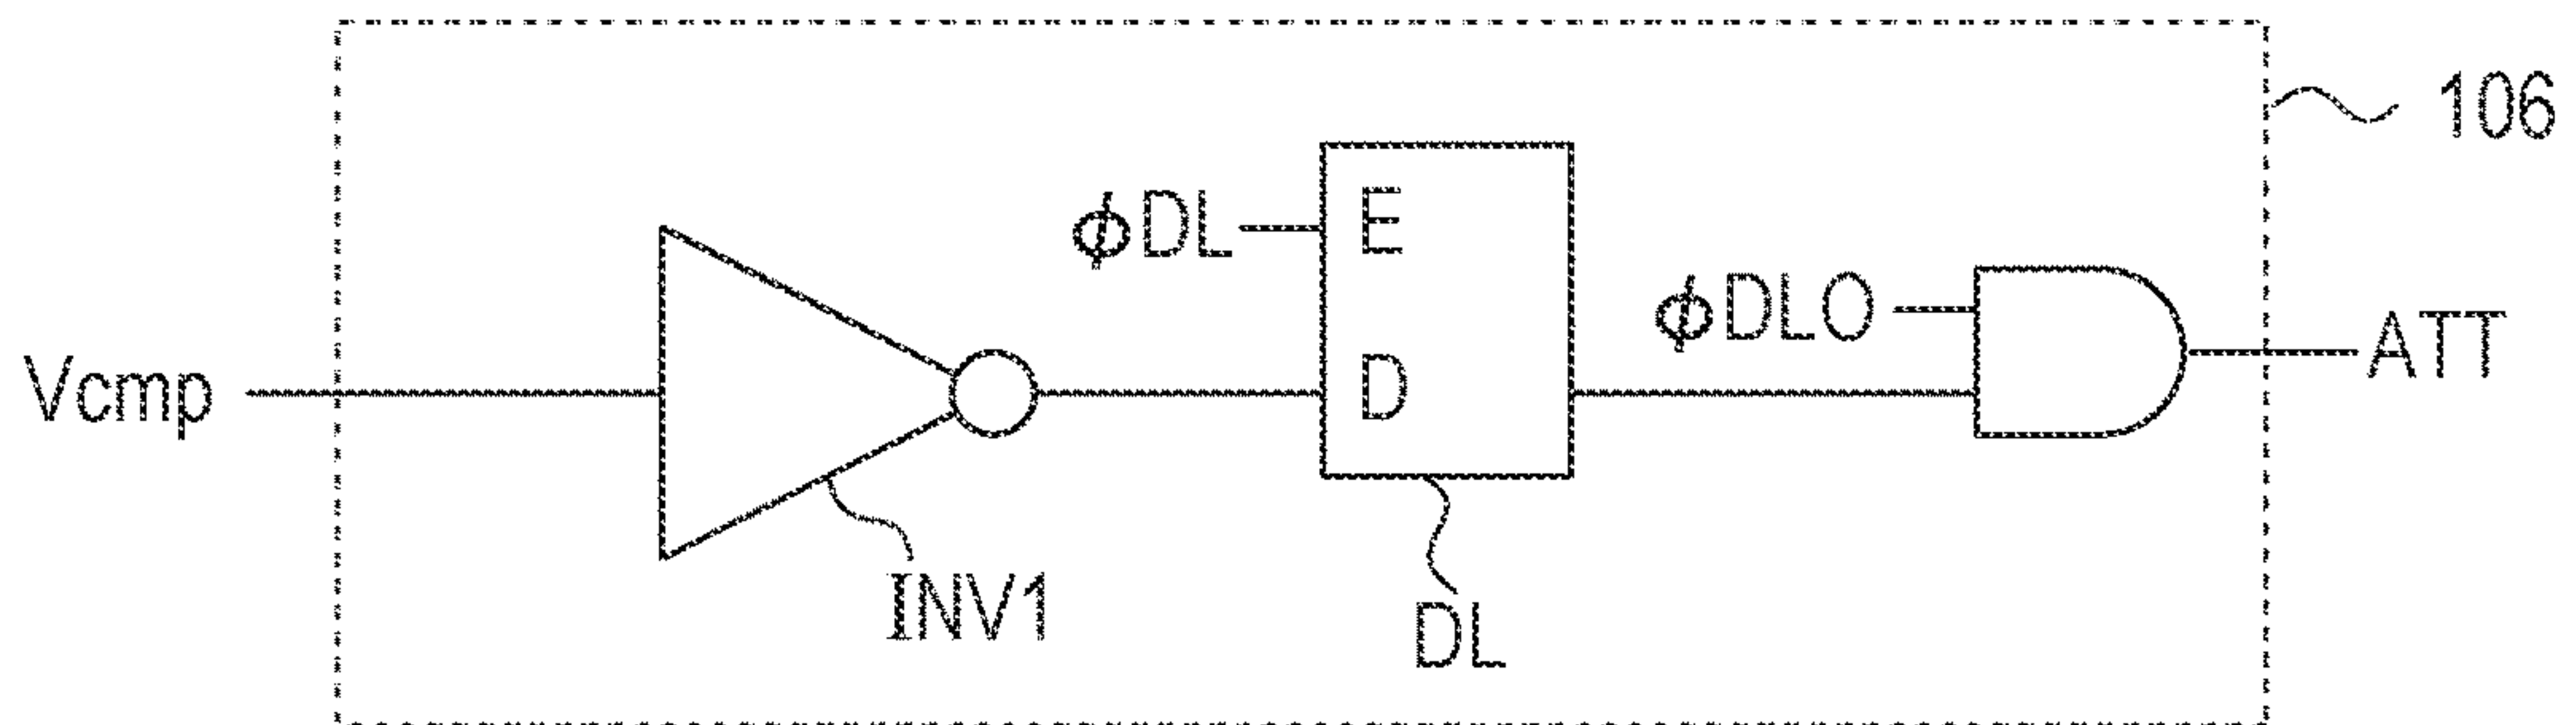 106
ϕDL
E
ϕDLO
ATT
Vcmp
D
INV1
DL